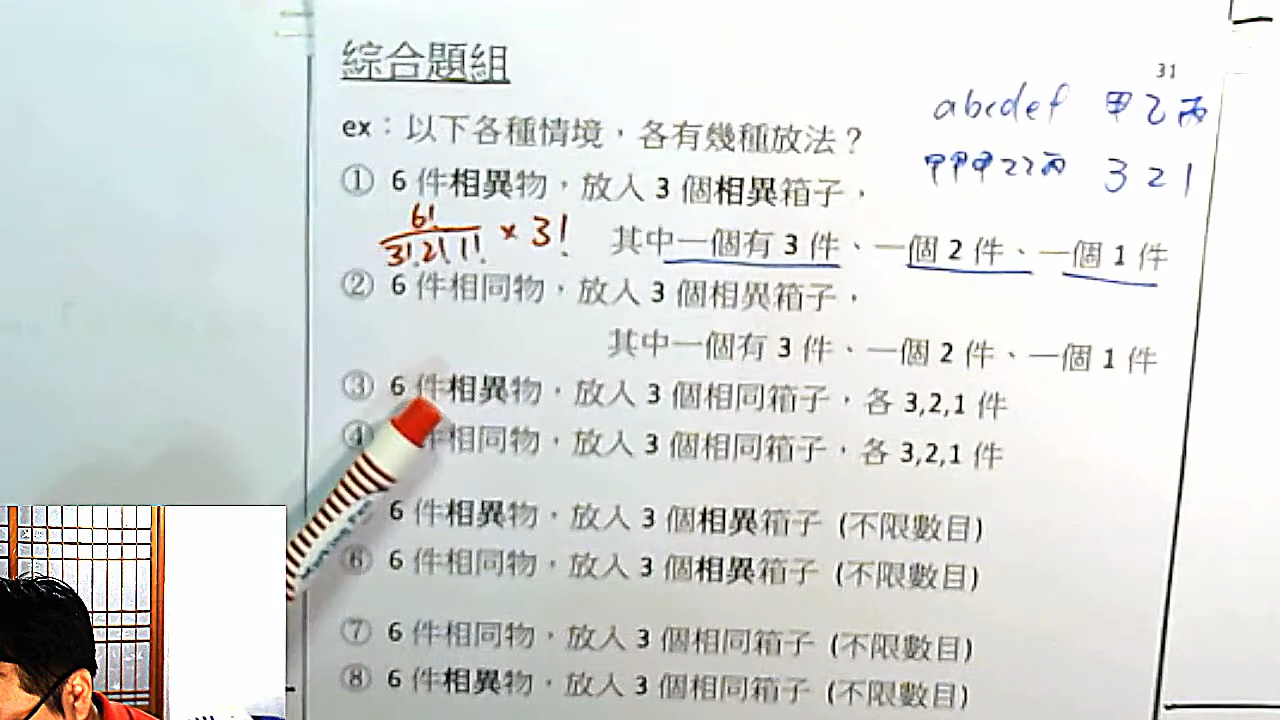 綜合題組
31
abcdef 甲乙丙
ex：以下各種情境，各有幾種放法？
甲甲甲乙乙丙 3 2 1
① 6 件相異物，放入 3 個相異箱子，
6!/3!2!1! × 3! 其中一個有 3 件、一個 2 件、一個 1 件
② 6 件相同物，放入 3 個相異箱子，
其中一個有 3 件、一個 2 件、一個 1 件
③ 6 件相異物，放入 3 個相同箱子，各 3,2,1 件
④ 件相同物，放入 3 個相同箱子，各 3,2,1 件
6 件相異物，放入 3 個相異箱子 (不限數目)
⑥ 6 件相同物，放入 3 個相異箱子 (不限數目)
⑦ 6 件相同物，放入 3 個相同箱子 (不限數目)
⑧ 6 件相異物，放入 3 個相同箱子 (不限數目)